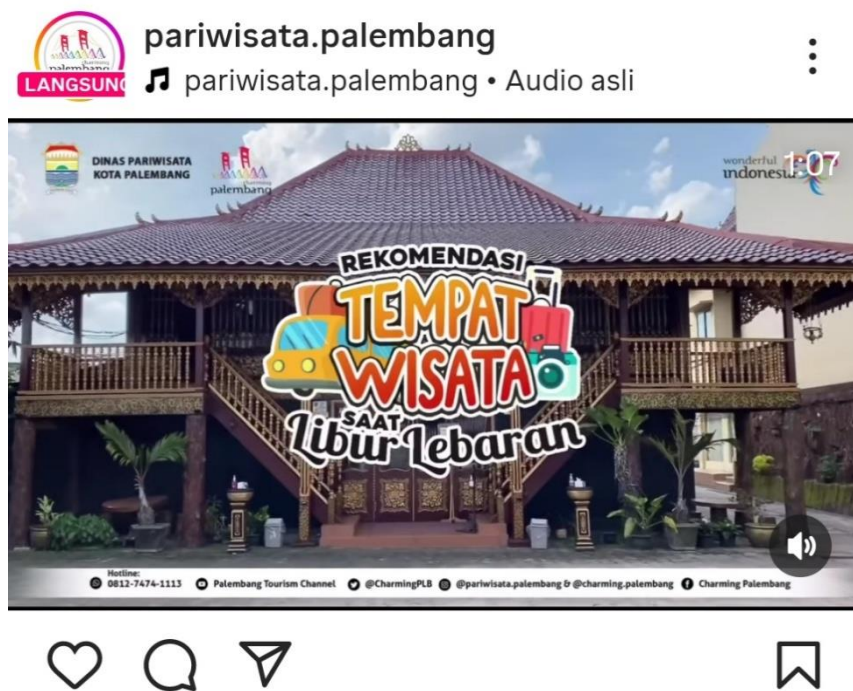 pariwisata.palembang
LANGSUNG
pariwisata.palembang • Audio asli
DINAS PARIWISATA
KOTA PALEMBANG
charming
palembang
wonderful
indonesia
1:07
REKOMENDASI
TEMPAT
WISATA
SAAT
Libur Lebaran
Hotline:
0812-7474-1113 Palembang Tourism Channel @CharmingPLB @pariwisata.palembang & @charming.palembang Charming Palembang